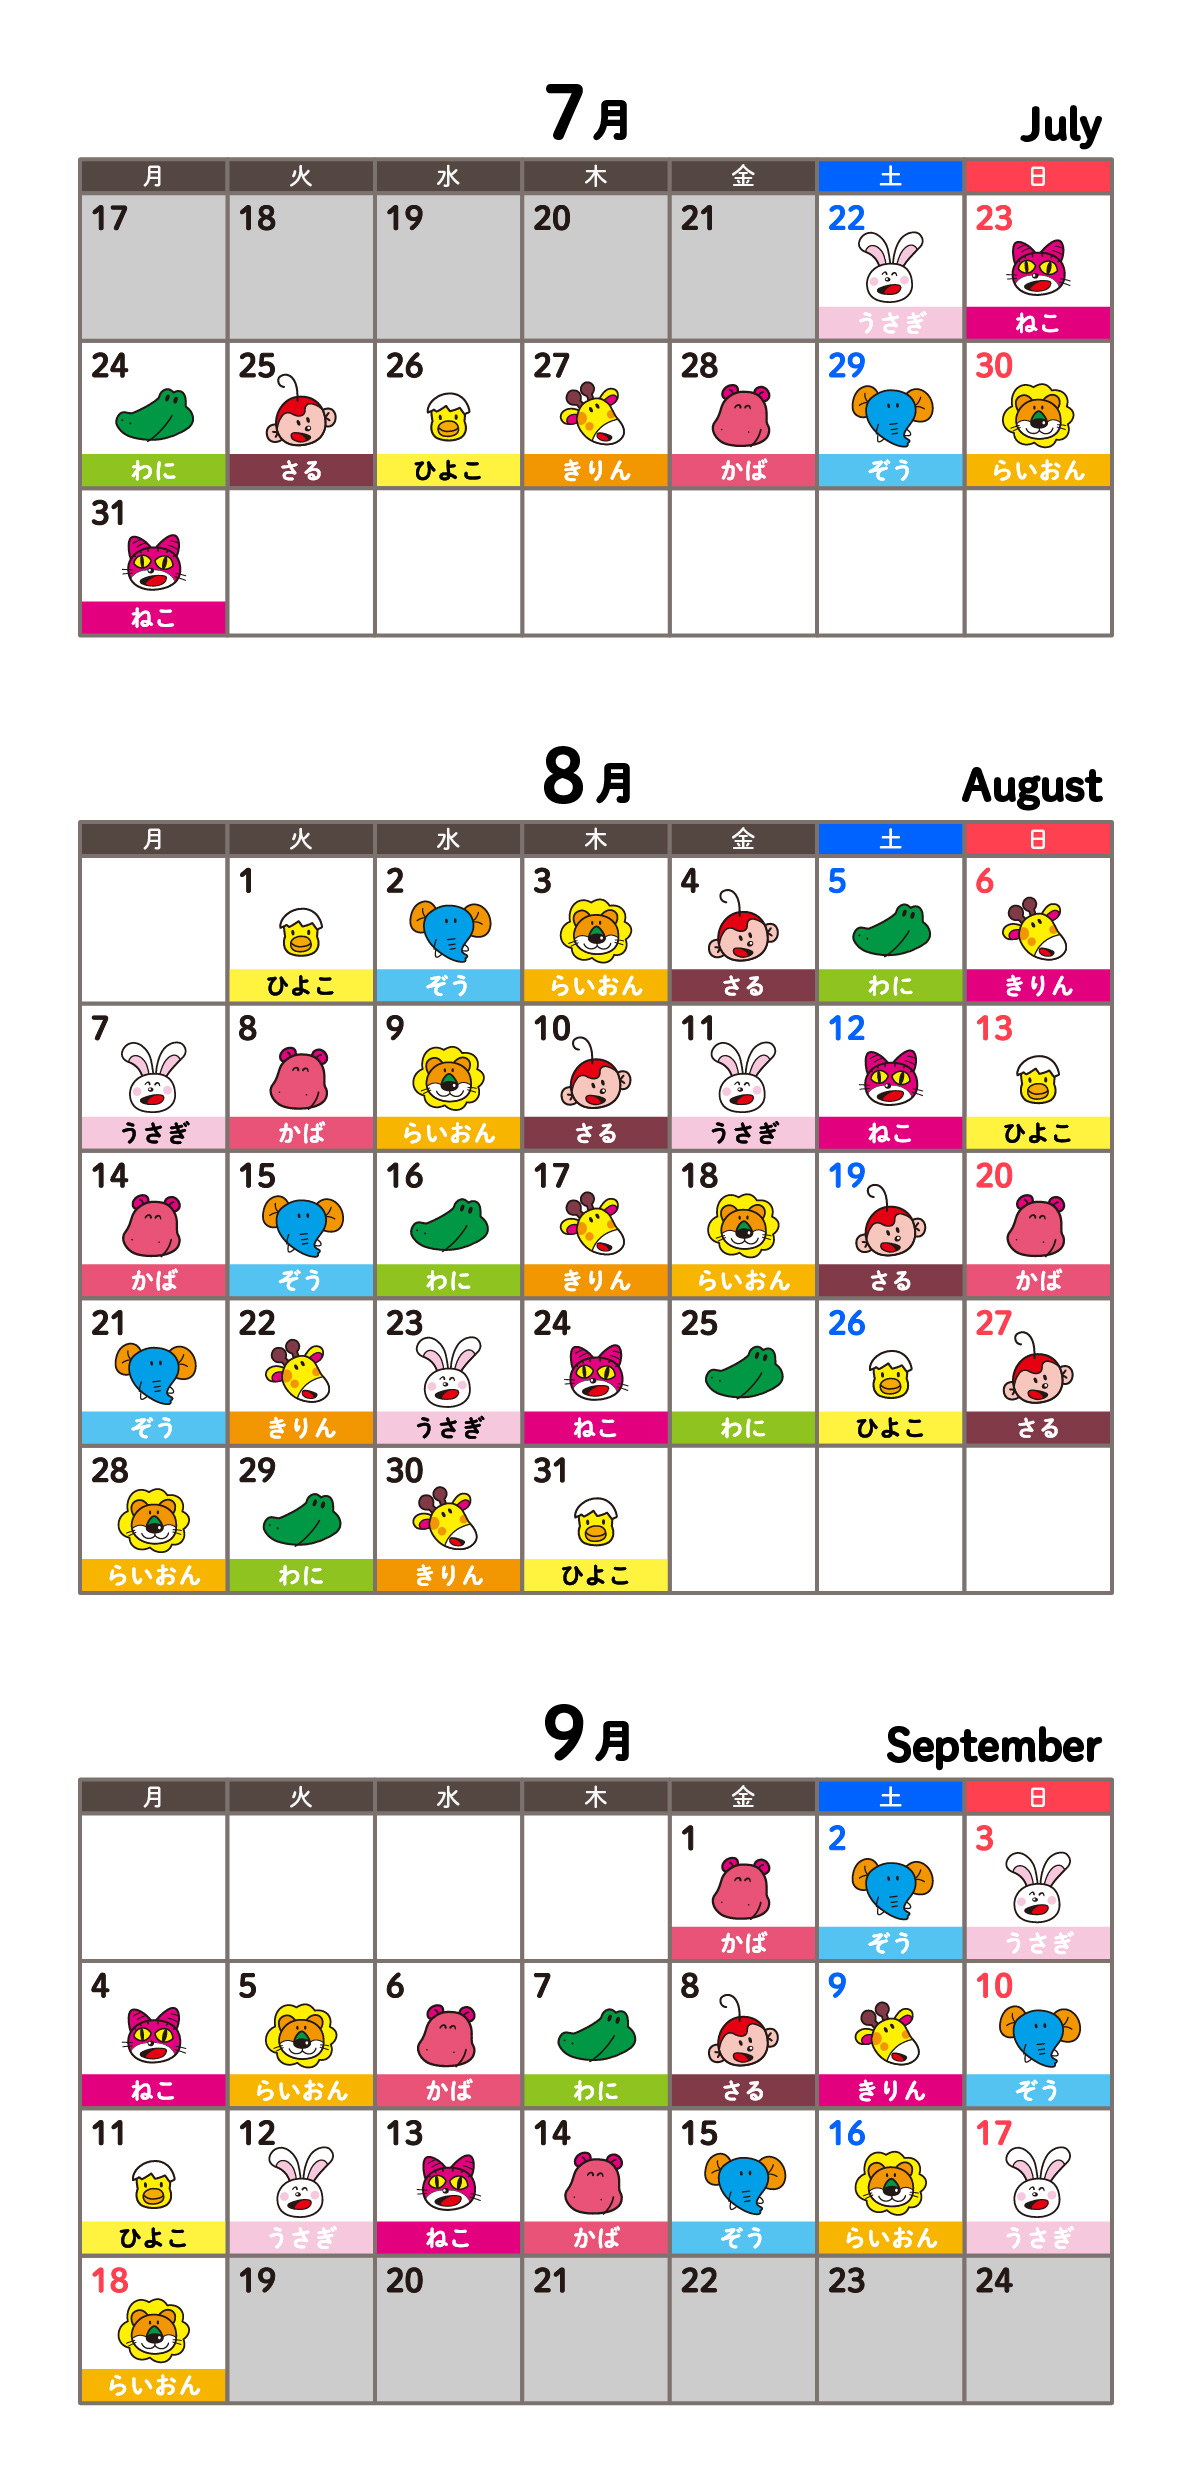 7月 July
月 火 水 木 金 土 日
17 18 19 20 21 22 23
うさぎ ねこ
24 25 26 27 28 29 30
わに さる ひよこ きりん かば ぞう らいおん
31
ねこ
8月 August
月 火 水 木 金 土 日
1 2 3 4 5 6
ひよこ ぞう らいおん さる わに きりん
7 8 9 10 11 12 13
うさぎ かば らいおん さる うさぎ ねこ ひよこ
14 15 16 17 18 19 20
かば ぞう わに きりん らいおん さる かば
21 22 23 24 25 26 27
ぞう きりん うさぎ ねこ わに ひよこ さる
28 29 30 31
らいおん わに きりん ひよこ
9月 September
月 火 水 木 金 土 日
1 2 3
かば ぞう うさぎ
4 5 6 7 8 9 10
ねこ らいおん かば わに さる きりん ぞう
11 12 13 14 15 16 17
ひよこ うさぎ ねこ かば ぞう らいおん うさぎ
18 19 20 21 22 23 24
らいおん